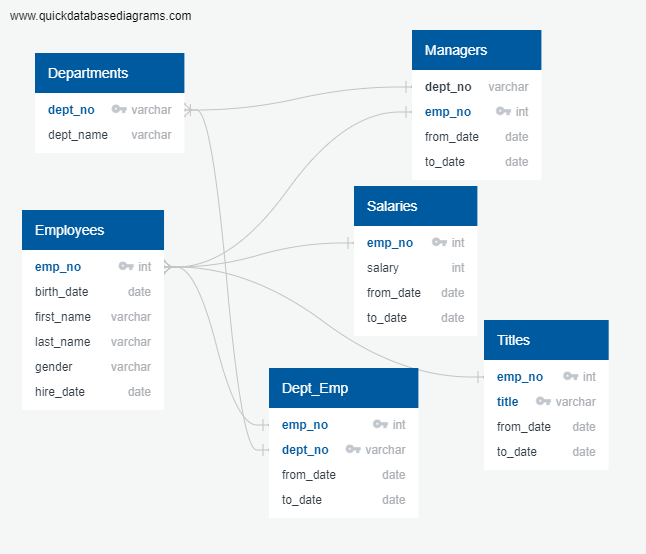 www.quickdatabasediagrams.com
Departments
dept_no varchar
dept_name varchar
Managers
dept_no varchar
emp_no int
from_date date
to_date date
Employees
emp_no int
birth_date date
first_name varchar
last_name varchar
gender varchar
hire_date date
Salaries
emp_no int
salary int
from_date date
to_date date
Titles
emp_no int
title varchar
from_date date
to_date date
Dept_Emp
emp_no int
dept_no varchar
from_date date
to_date date